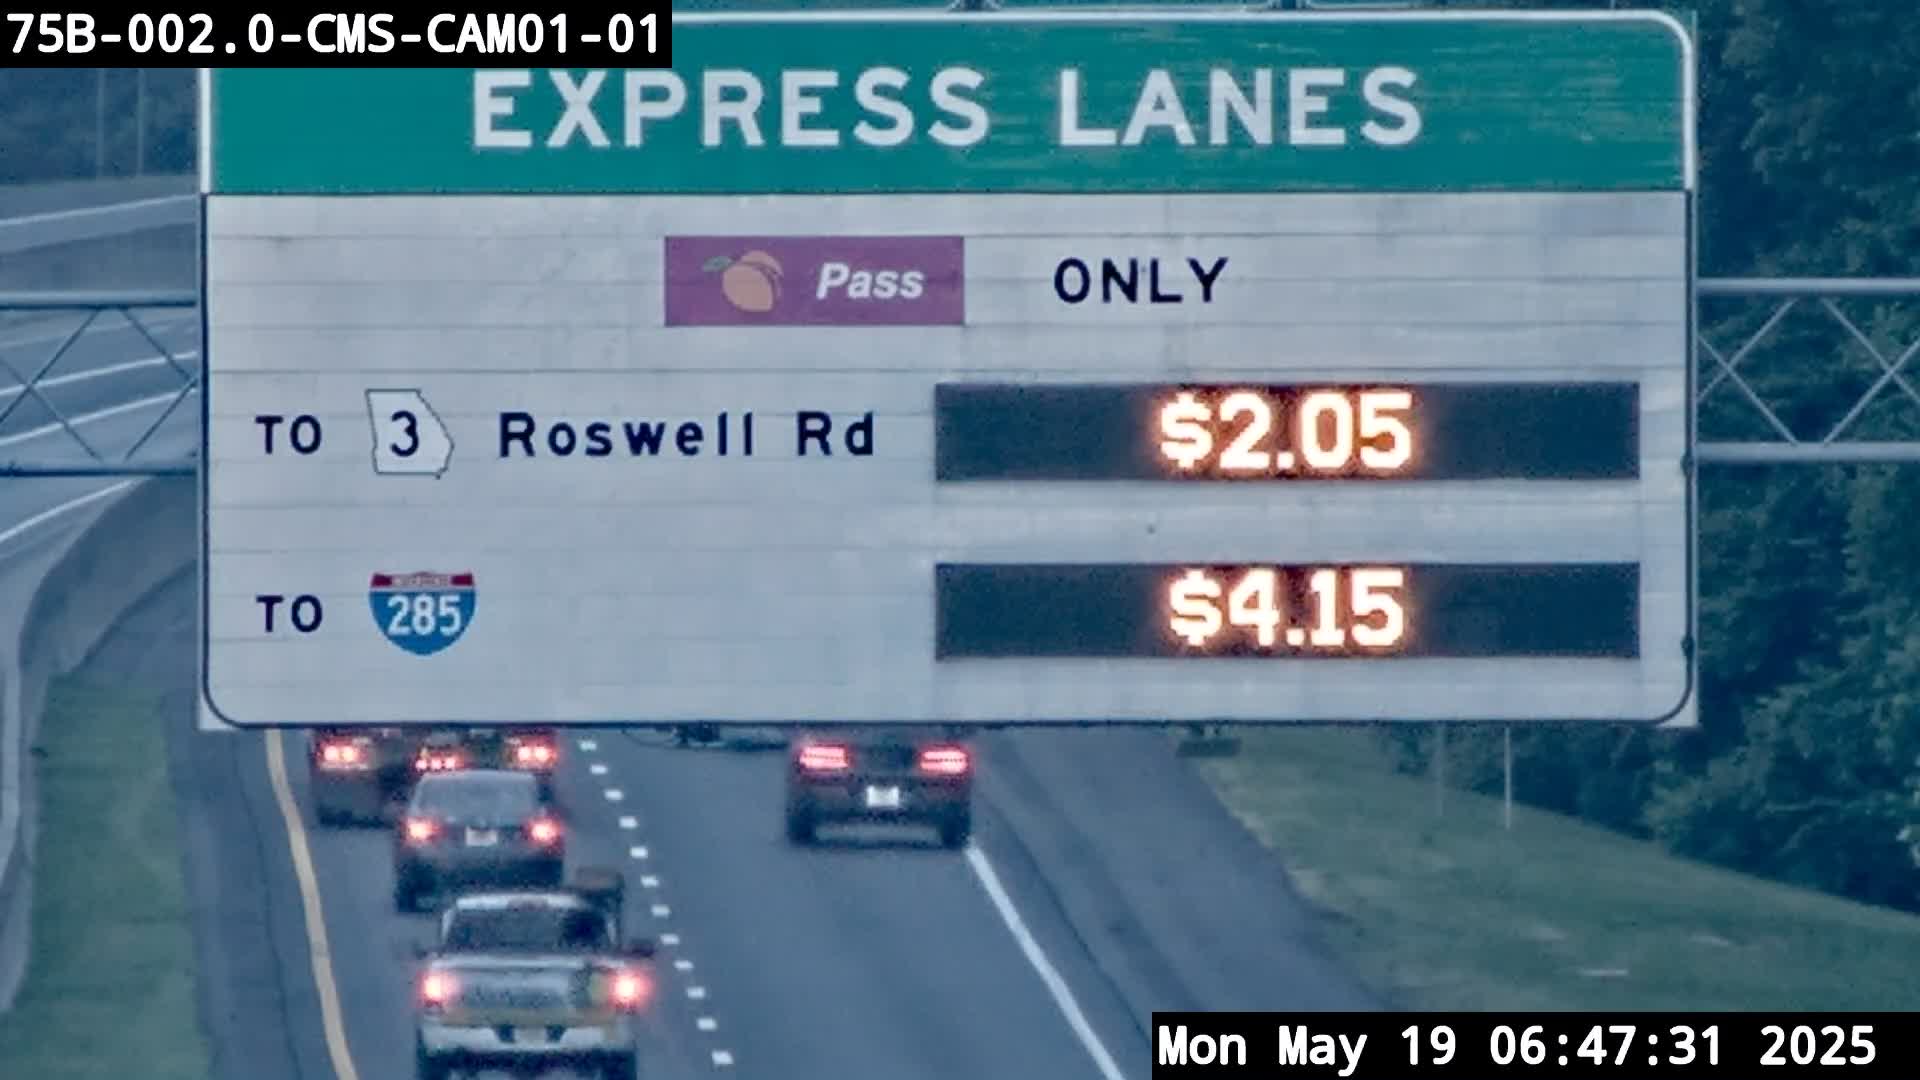 75B-002.0-CMS-CAM01-01
EXPRESS LANES
Pass ONLY
TO 3 Roswell Rd $2.05
TO 285 $4.15
Mon May 19 06:47:31 2025